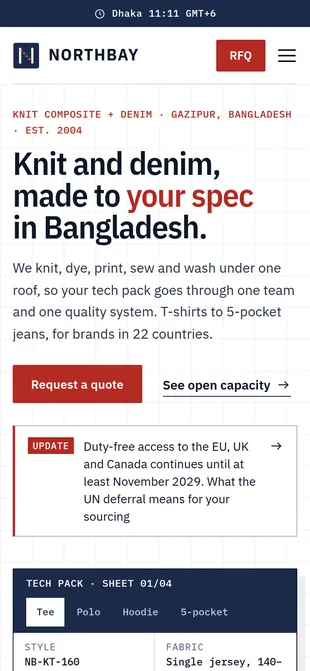 Dhaka 11:11 GMT+6
NORTHBAY
RFQ
KNIT COMPOSITE + DENIM · GAZIPUR, BANGLADESH
· EST. 2004
Knit and denim,
made to your spec
in Bangladesh.
We knit, dye, print, sew and wash under one
roof, so your tech pack goes through one team
and one quality system. T-shirts to 5-pocket
jeans, for brands in 22 countries.
Request a quote
See open capacity →
UPDATE
Duty-free access to the EU, UK →
and Canada continues until at
least November 2029. What the
UN deferral means for your
sourcing
TECH PACK · SHEET 01/04
Tee Polo Hoodie 5-pocket
STYLE FABRIC
NB-KT-160 Single jersey, 140–